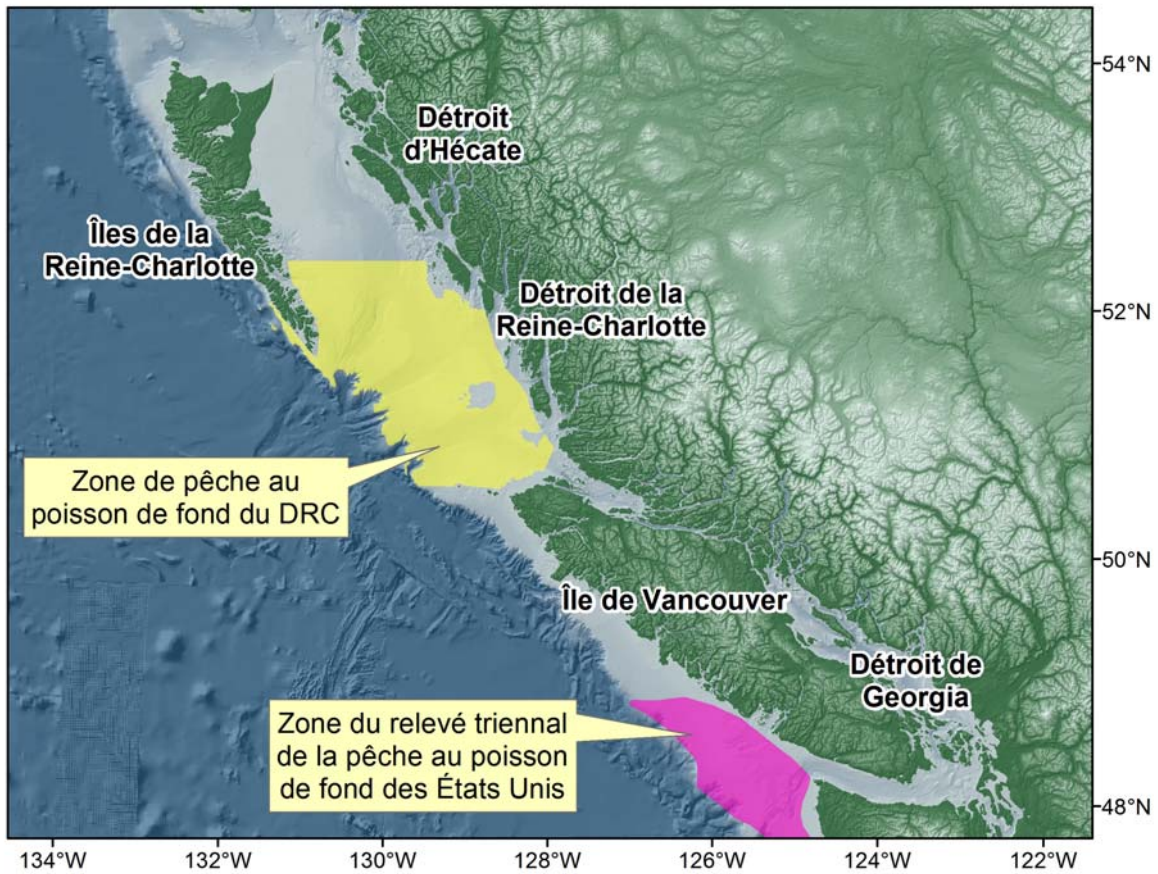 54°N
Détroit
d'Hécate
Îles de la
Reine-Charlotte
Détroit de la
Reine-Charlotte
52°N
Zone de pêche au
poisson de fond du DRC
50°N
Île de Vancouver
Détroit de
Georgia
Zone du relevé triennal
de la pêche au poisson
de fond des États Unis
48°N
134°W 132°W 130°W 128°W 126°W 124°W 122°W